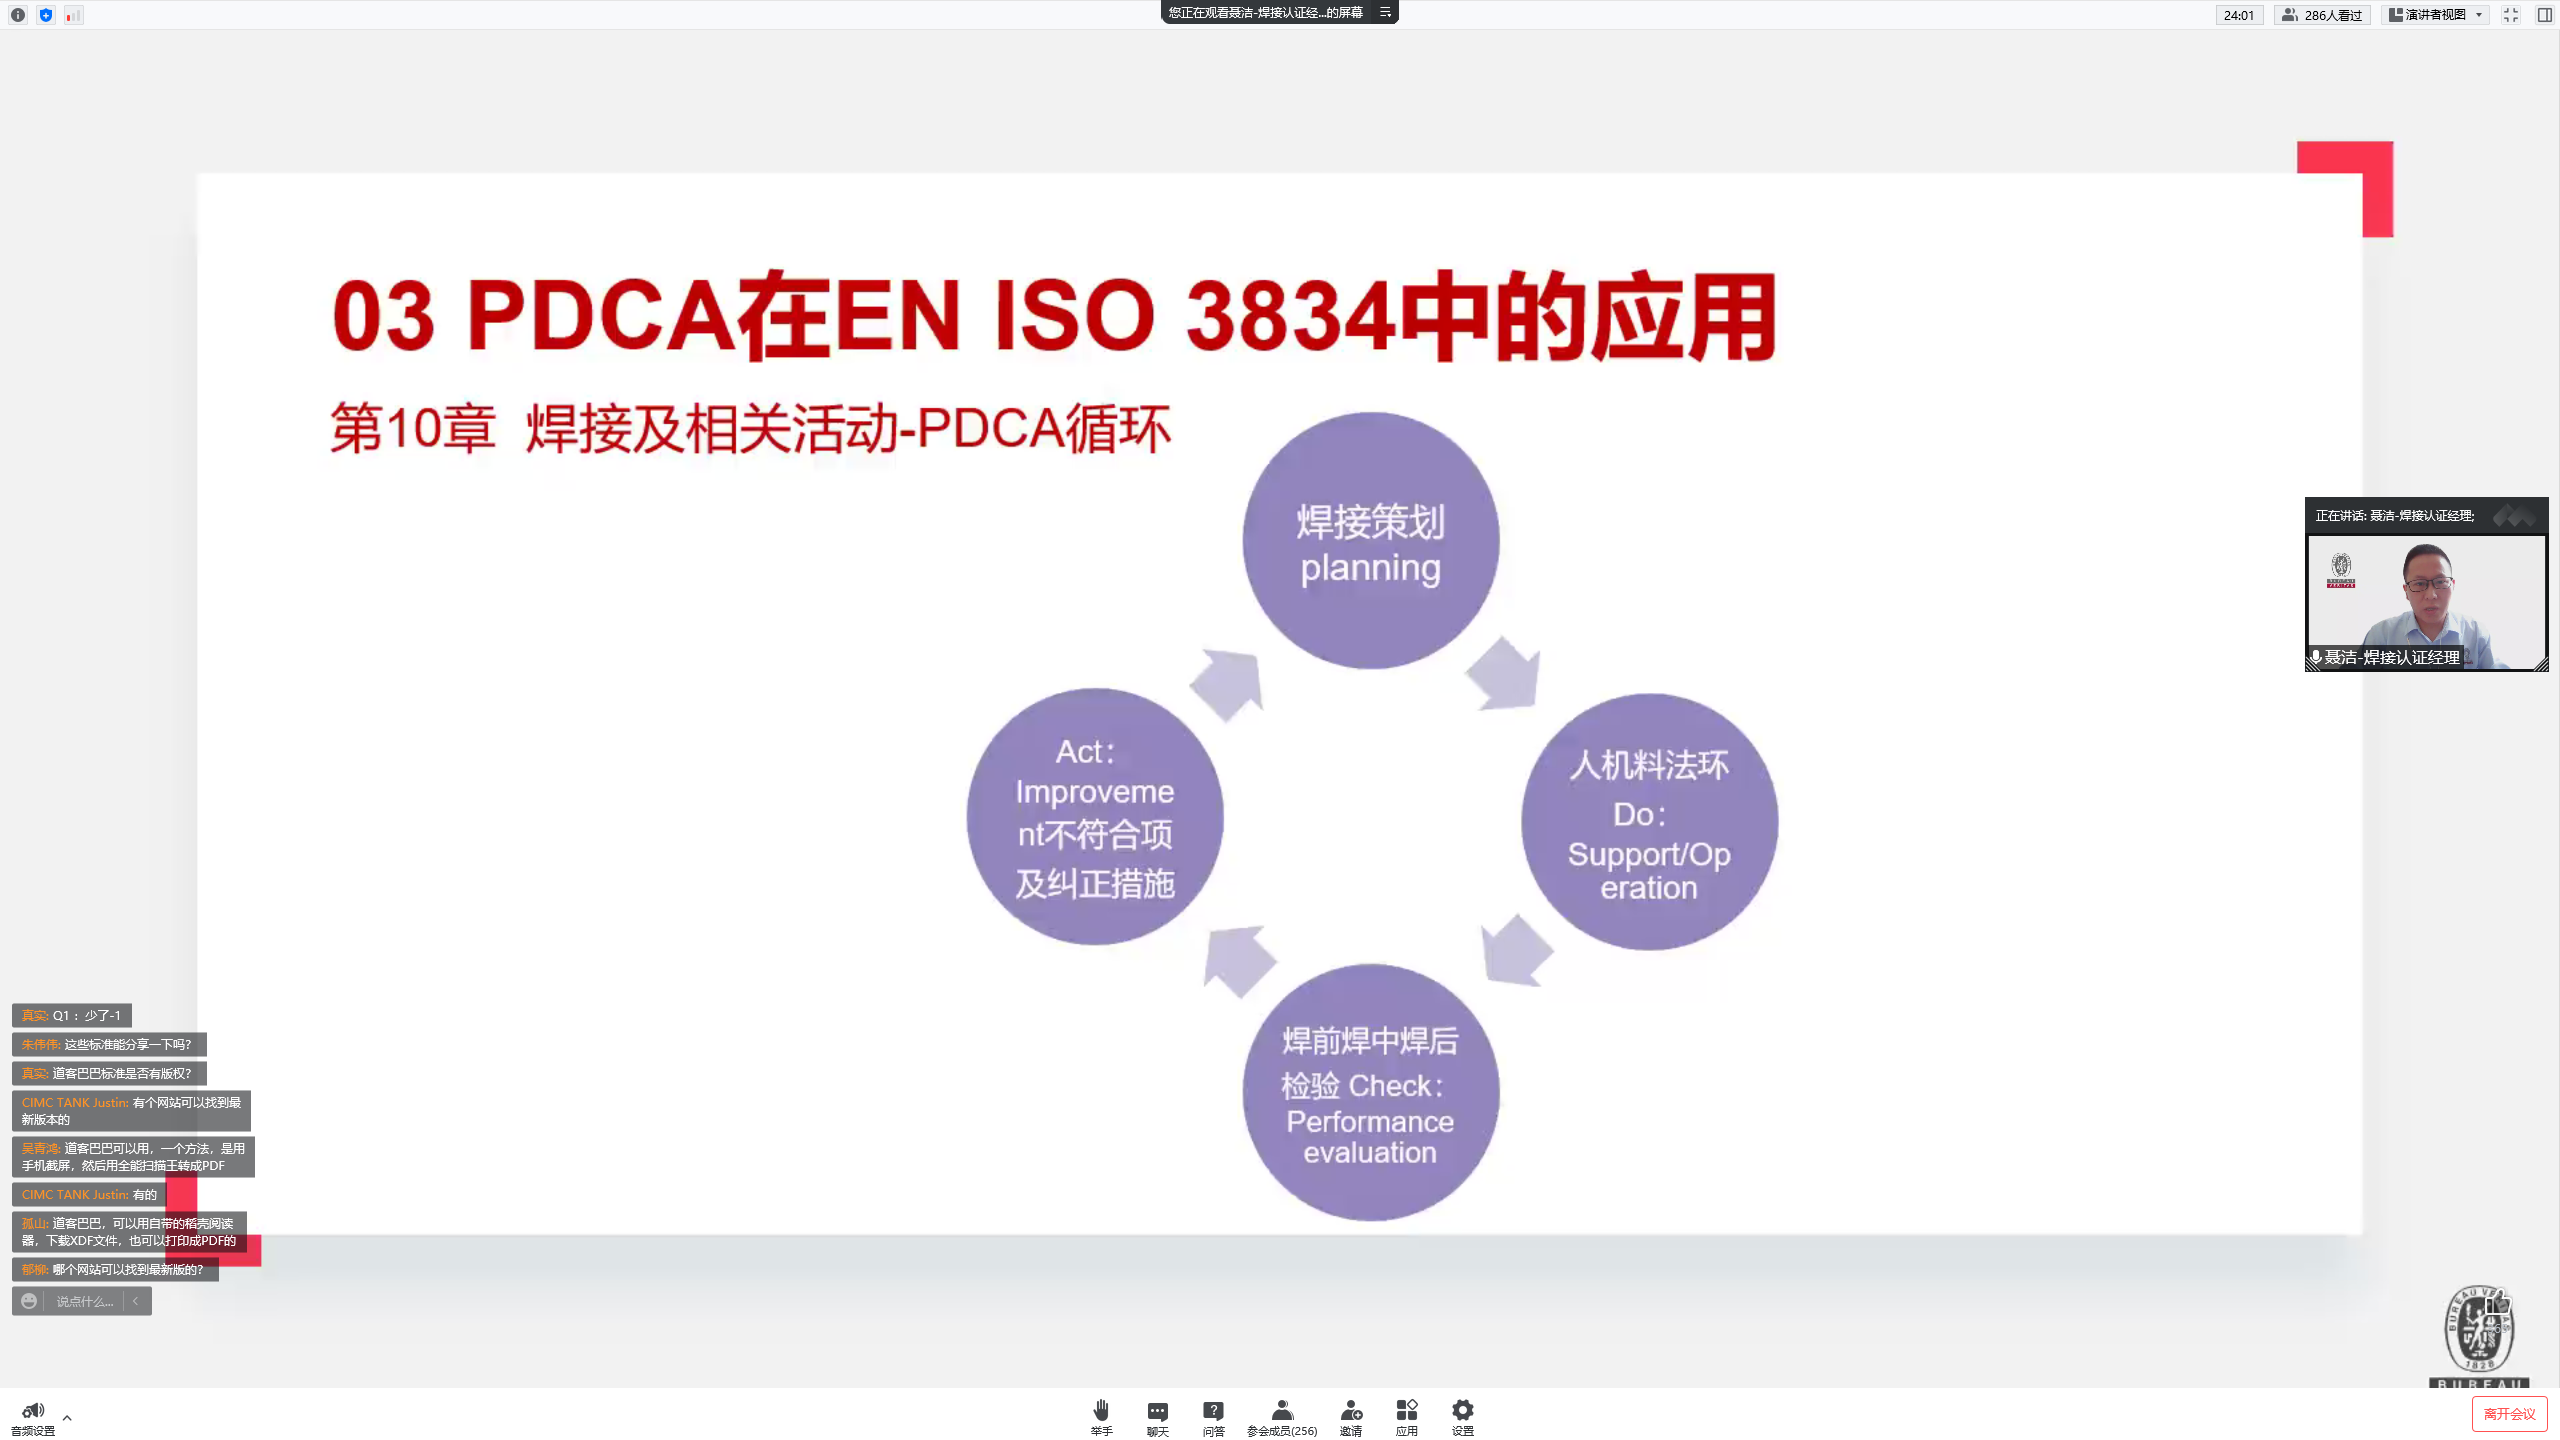 您正在观看聂洁-焊接认证经...的屏幕
24:01
286人看过
演讲者视图
03 PDCA在EN ISO 3834中的应用
第10章 焊接及相关活动-PDCA循环
焊接策划
planning
人机料法环
Do：
Support/Op
eration
焊前焊中焊后
检验 Check：
Performance
evaluation
Act：
Improveme
nt不符合项
及纠正措施
正在讲话: 聂洁-焊接认证经理;
聂洁-焊接认证经理
真实: Q1： 少了-1
朱伟伟: 这些标准能分享一下吗？
真实: 道客巴巴标准是否有版权？
CIMC TANK Justin: 有个网站可以找到最
新版本的
吴青鸿: 道客巴巴可以用，一个方法，是用
手机截屏，然后用全能扫描王转成PDF
CIMC TANK Justin: 有的
孤山: 道客巴巴，可以用自带的稻壳阅读
器，下载XDF文件，也可以打印成PDF的
郁柳: 哪个网站可以找到最新版的？
说点什么...
1828
BUREAU
音频设置
举手
聊天
问答
参会成员(256)
邀请
应用
设置
离开会议